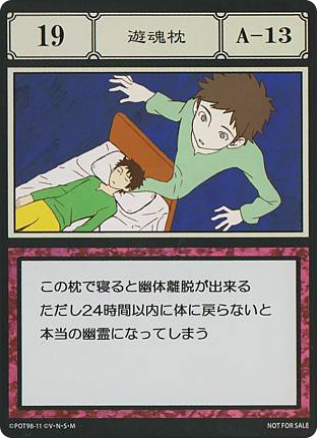 19 遊魂枕 A-13
この枕で寝ると幽体離脱が出来る
ただし24時間以内に体に戻らないと
本当の幽霊になってしまう
©POT98-11 ©V・N・S・M NOT FOR SALE